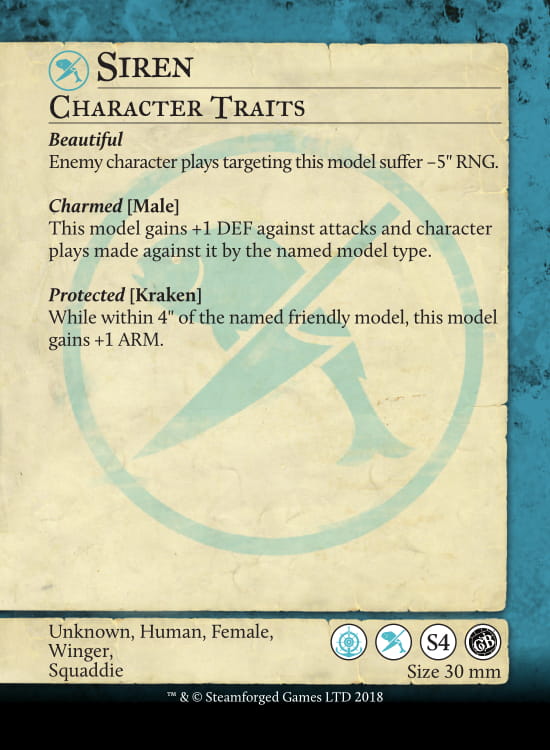 Siren
Character Traits
Beautiful
Enemy character plays targeting this model suffer –5" RNG.
Charmed [Male]
This model gains +1 DEF against attacks and character
plays made against it by the named model type.
Protected [Kraken]
While within 4" of the named friendly model, this model
gains +1 ARM.
Unknown, Human, Female,
Winger,
Squaddie
S4
GB
Size 30 mm
™ & © Steamforged Games LTD 2018